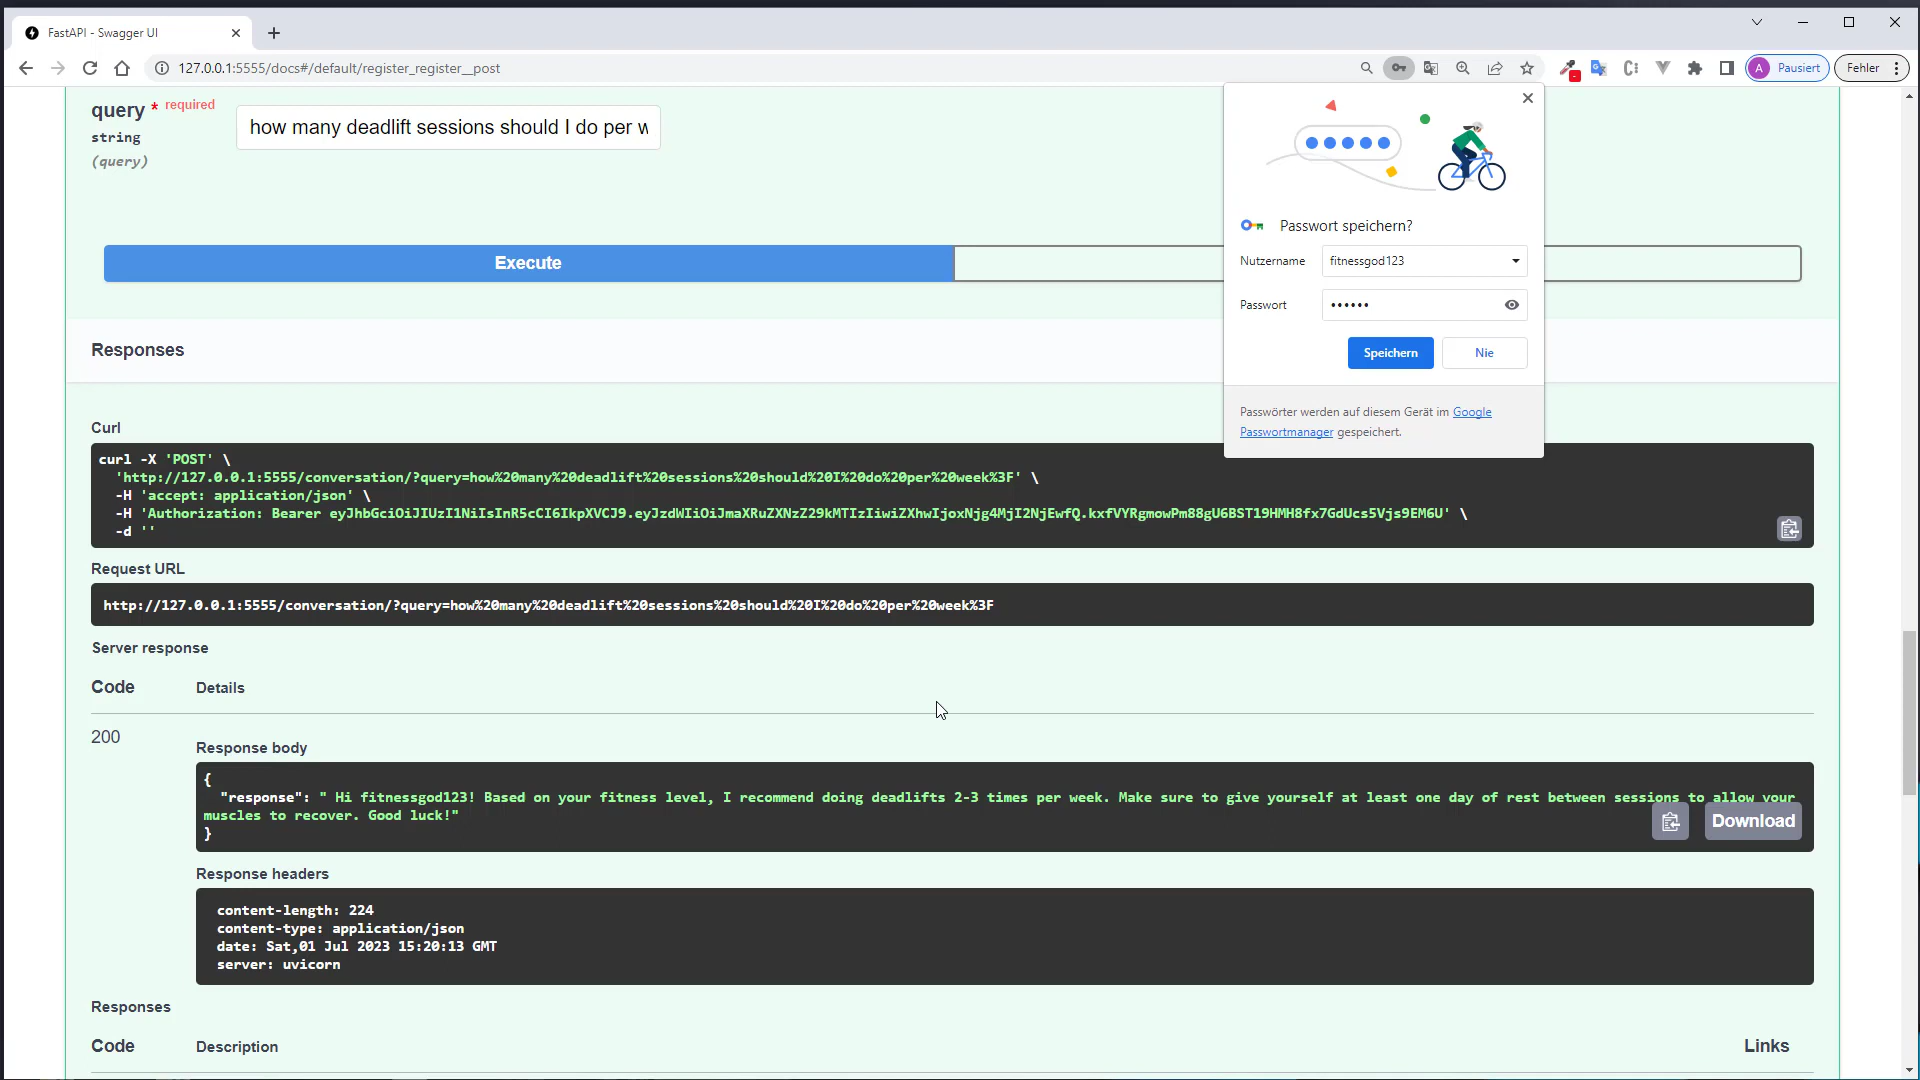 FastAPI - Swagger UI
127.0.0.1:5555/docs#/default/register_register__post
A Pausiert
Fehler
query * required
string
(query)
how many deadlift sessions should I do per w
Execute
Passwort speichern?
Nutzername
fitnessgod123
Passwort
••••••
Speichern
Nie
Passwörter werden auf diesem Gerät im Google
Passwortmanager gespeichert.
Responses
Curl
curl -X 'POST' \
'http://127.0.0.1:5555/conversation/?query=how%20many%20deadlift%20sessions%20should%20I%20do%20per%20week%3F' \
-H 'accept: application/json' \
-H 'Authorization: Bearer eyJhbGciOiJIUzI1NiIsInR5cCI6IkpXVCJ9.eyJzdWIiOiJmaXRuZXNzZ29kMTIzIiwiZXhwIjoxNjg4MjI2NjEwfQ.kxfVYRgmowPm88gU6BST19HMH8fx7GdUcs5Vjs9EM6U' \
-d ''
Request URL
http://127.0.0.1:5555/conversation/?query=how%20many%20deadlift%20sessions%20should%20I%20do%20per%20week%3F
Server response
Code
Details
200
Response body
{
"response": " Hi fitnessgod123! Based on your fitness level, I recommend doing deadlifts 2-3 times per week. Make sure to give yourself at least one day of rest between sessions to allow your
muscles to recover. Good luck!"
}
Download
Response headers
content-length: 224
content-type: application/json
date: Sat,01 Jul 2023 15:20:13 GMT
server: uvicorn
Responses
Code
Description
Links